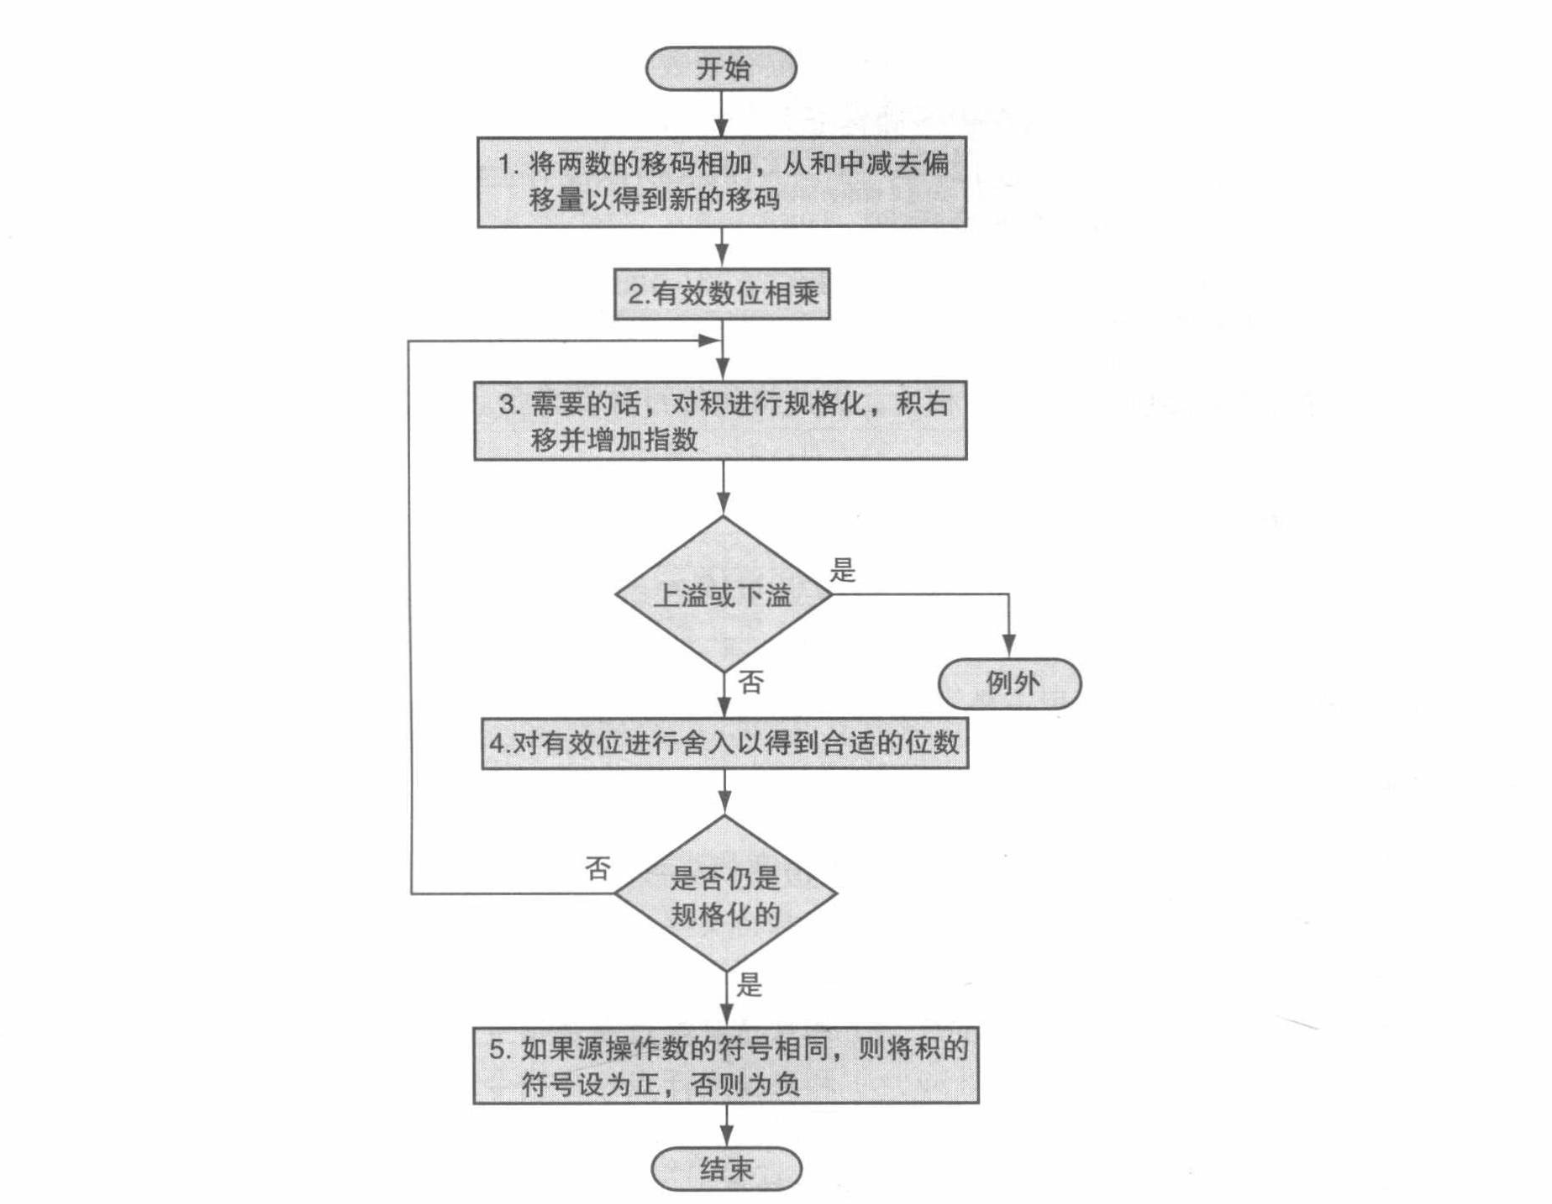 开始
1. 将两数的移码相加，从和中减去偏
移量以得到新的移码
2.有效数位相乘
3. 需要的话，对积进行规格化，积右
移并增加指数
上溢或下溢
是
例外
否
4.对有效位进行舍入以得到合适的位数
否
是否仍是
规格化的
是
5. 如果源操作数的符号相同，则将积的
符号设为正，否则为负
结束